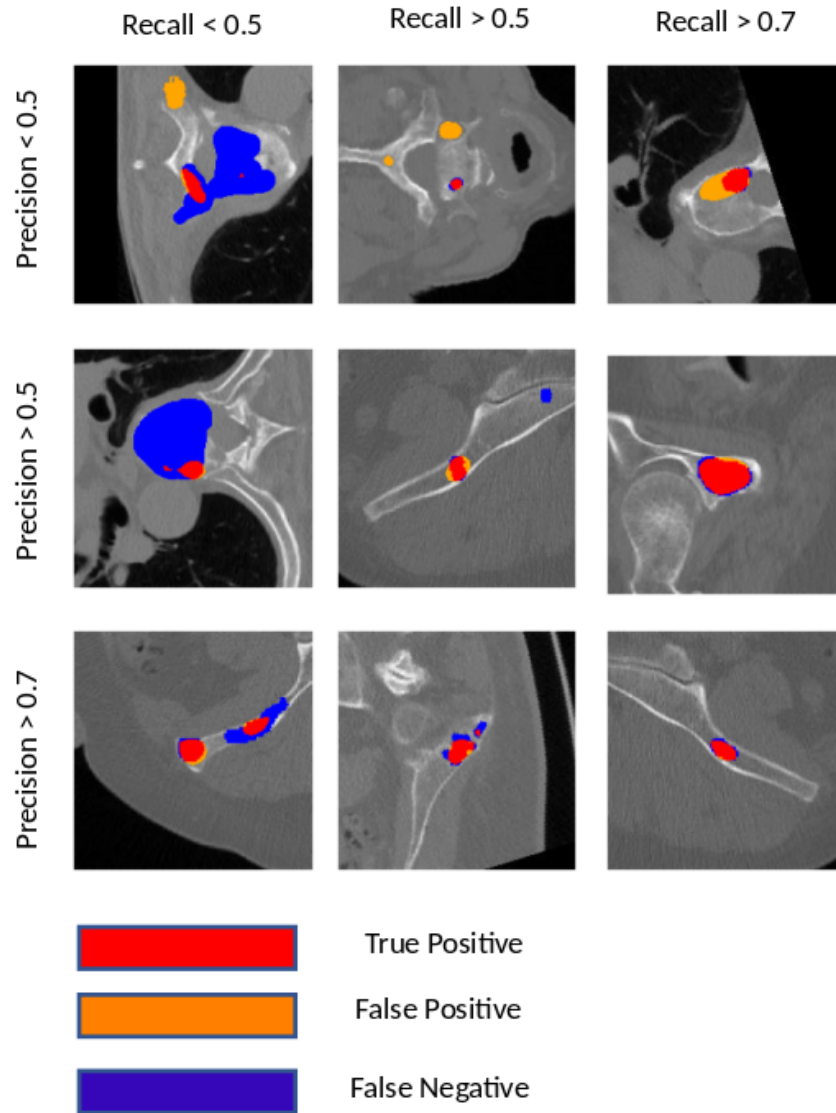 Recall < 0.5
Recall > 0.5
Recall > 0.7
Precision < 0.5
Precision > 0.5
Precision > 0.7
True Positive
False Positive
False Negative